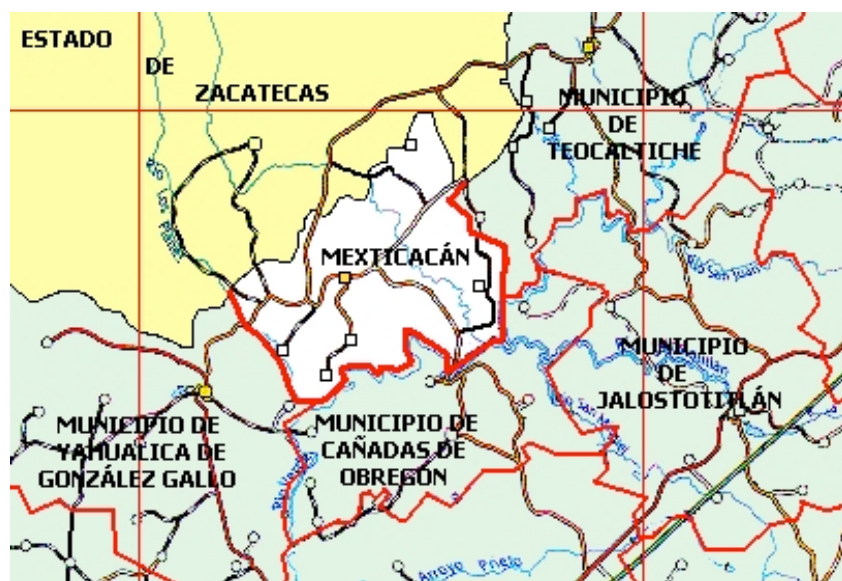 ESTADO
DE
ZACATECAS
MUNICIPIO
DE
TEOCALTICHE
MEXTICACÁN
Río San Juan
MUNICIPIO
DE
JALOSTOTITLÁN
MUNICIPIO DE
YAHUALICA DE
GONZÁLEZ GALLO
MUNICIPIO DE
CAÑADAS DE
OBREGÓN
Arroyo Prieto